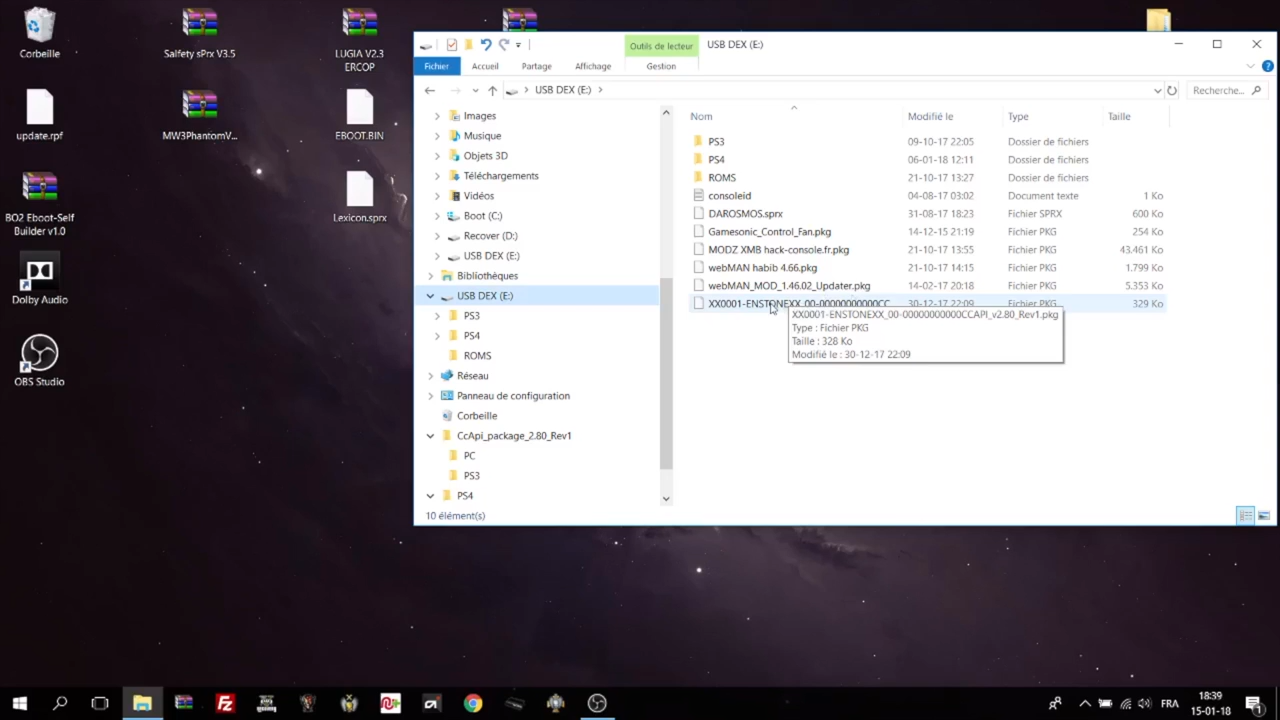 Corbeille
Salfety sPrx V3.5
LUGIA V2.3
ERCOP
update.rpf
MW3PhantomV...
EBOOT.BIN
BO2 Eboot-Self
Builder v1.0
Lexicon.sprx
Dolby Audio
OBS Studio
Outils de lecteur
USB DEX (E:)
Fichier
Accueil
Partage
Affichage
Gestion
USB DEX (E:)
Recherche...
Images
Musique
Objets 3D
Téléchargements
Vidéos
Boot (C:)
Recover (D:)
USB DEX (E:)
Bibliothèques
USB DEX (E:)
PS3
PS4
ROMS
Réseau
Panneau de configuration
Corbeille
CcApi_package_2.80_Rev1
PC
PS3
PS4
Nom Modifié le Type Taille
PS3 09-10-17 22:05 Dossier de fichiers
PS4 06-01-18 12:11 Dossier de fichiers
ROMS 21-10-17 13:27 Dossier de fichiers
consoleid 04-08-17 03:02 Document texte 1 Ko
DAROSMOS.sprx 31-08-17 18:23 Fichier SPRX 600 Ko
Gamesonic_Control_Fan.pkg 14-12-15 21:19 Fichier PKG 254 Ko
MODZ XMB hack-console.fr.pkg 21-10-17 13:55 Fichier PKG 43.461 Ko
webMAN habib 4.66.pkg 21-10-17 14:15 Fichier PKG 1.799 Ko
webMAN_MOD_1.46.02_Updater.pkg 14-02-17 20:18 Fichier PKG 5.353 Ko
XX0001-ENSTONEXX_00-00000000000CC... 30-12-17 22:09 Fichier PKG 329 Ko
XX0001-ENSTONEXX_00-00000000000CCAPI_v2.80_Rev1.pkg
Type : Fichier PKG
Taille : 328 Ko
Modifié le : 30-12-17 22:09
10 élément(s)
FRA
18:39
15-01-18
1